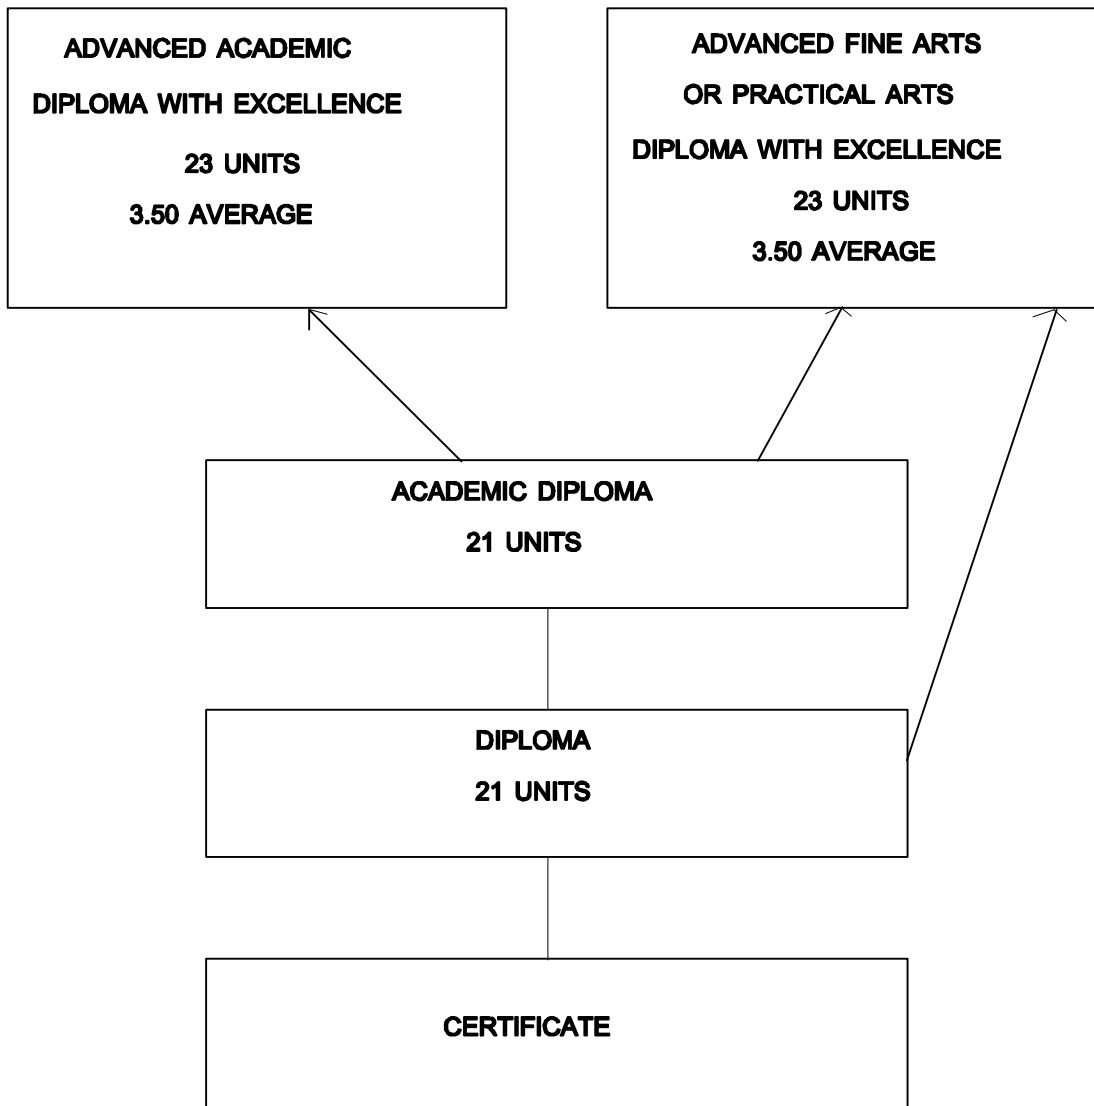 ADVANCED ACADEMIC
DIPLOMA WITH EXCELLENCE
23 UNITS
3.50 AVERAGE
ADVANCED FINE ARTS
OR PRACTICAL ARTS
DIPLOMA WITH EXCELLENCE
23 UNITS
3.50 AVERAGE
ACADEMIC DIPLOMA
21 UNITS
DIPLOMA
21 UNITS
CERTIFICATE